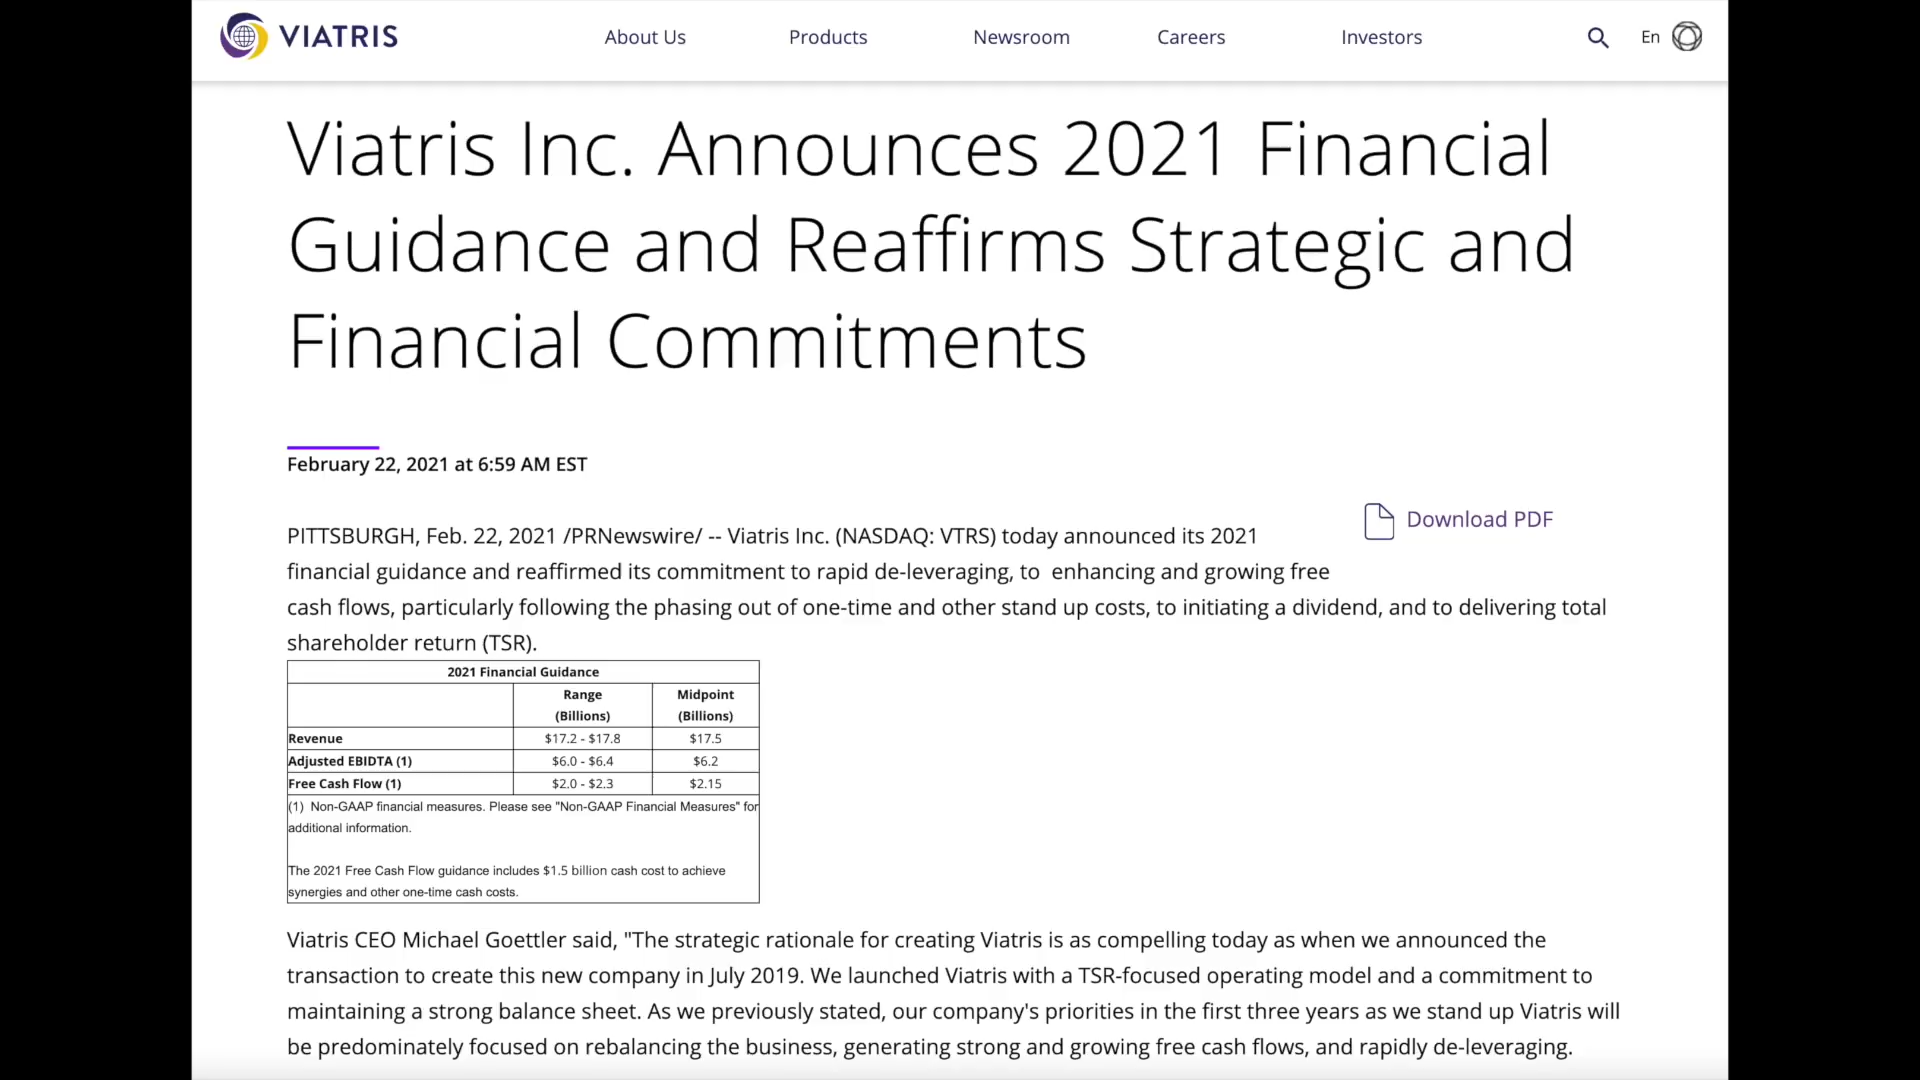 VIATRIS
About Us
Products
Newsroom
Careers
Investors
En
Viatris Inc. Announces 2021 Financial
Guidance and Reaffirms Strategic and
Financial Commitments
February 22, 2021 at 6:59 AM EST
Download PDF
PITTSBURGH, Feb. 22, 2021 /PRNewswire/ -- Viatris Inc. (NASDAQ: VTRS) today announced its 2021
financial guidance and reaffirmed its commitment to rapid de-leveraging, to  enhancing and growing free
cash flows, particularly following the phasing out of one-time and other stand up costs, to initiating a dividend, and to delivering total
shareholder return (TSR).
2021 Financial Guidance
Range Midpoint
(Billions) (Billions)
Revenue $17.2 - $17.8 $17.5
Adjusted EBIDTA (1) $6.0 - $6.4 $6.2
Free Cash Flow (1) $2.0 - $2.3 $2.15
(1)  Non-GAAP financial measures. Please see "Non-GAAP Financial Measures" for
additional information.
The 2021 Free Cash Flow guidance includes $1.5 billion cash cost to achieve
synergies and other one-time cash costs.
Viatris CEO Michael Goettler said, "The strategic rationale for creating Viatris is as compelling today as when we announced the
transaction to create this new company in July 2019. We launched Viatris with a TSR-focused operating model and a commitment to
maintaining a strong balance sheet. As we previously stated, our company's priorities in the first three years as we stand up Viatris will
be predominately focused on rebalancing the business, generating strong and growing free cash flows, and rapidly de-leveraging.